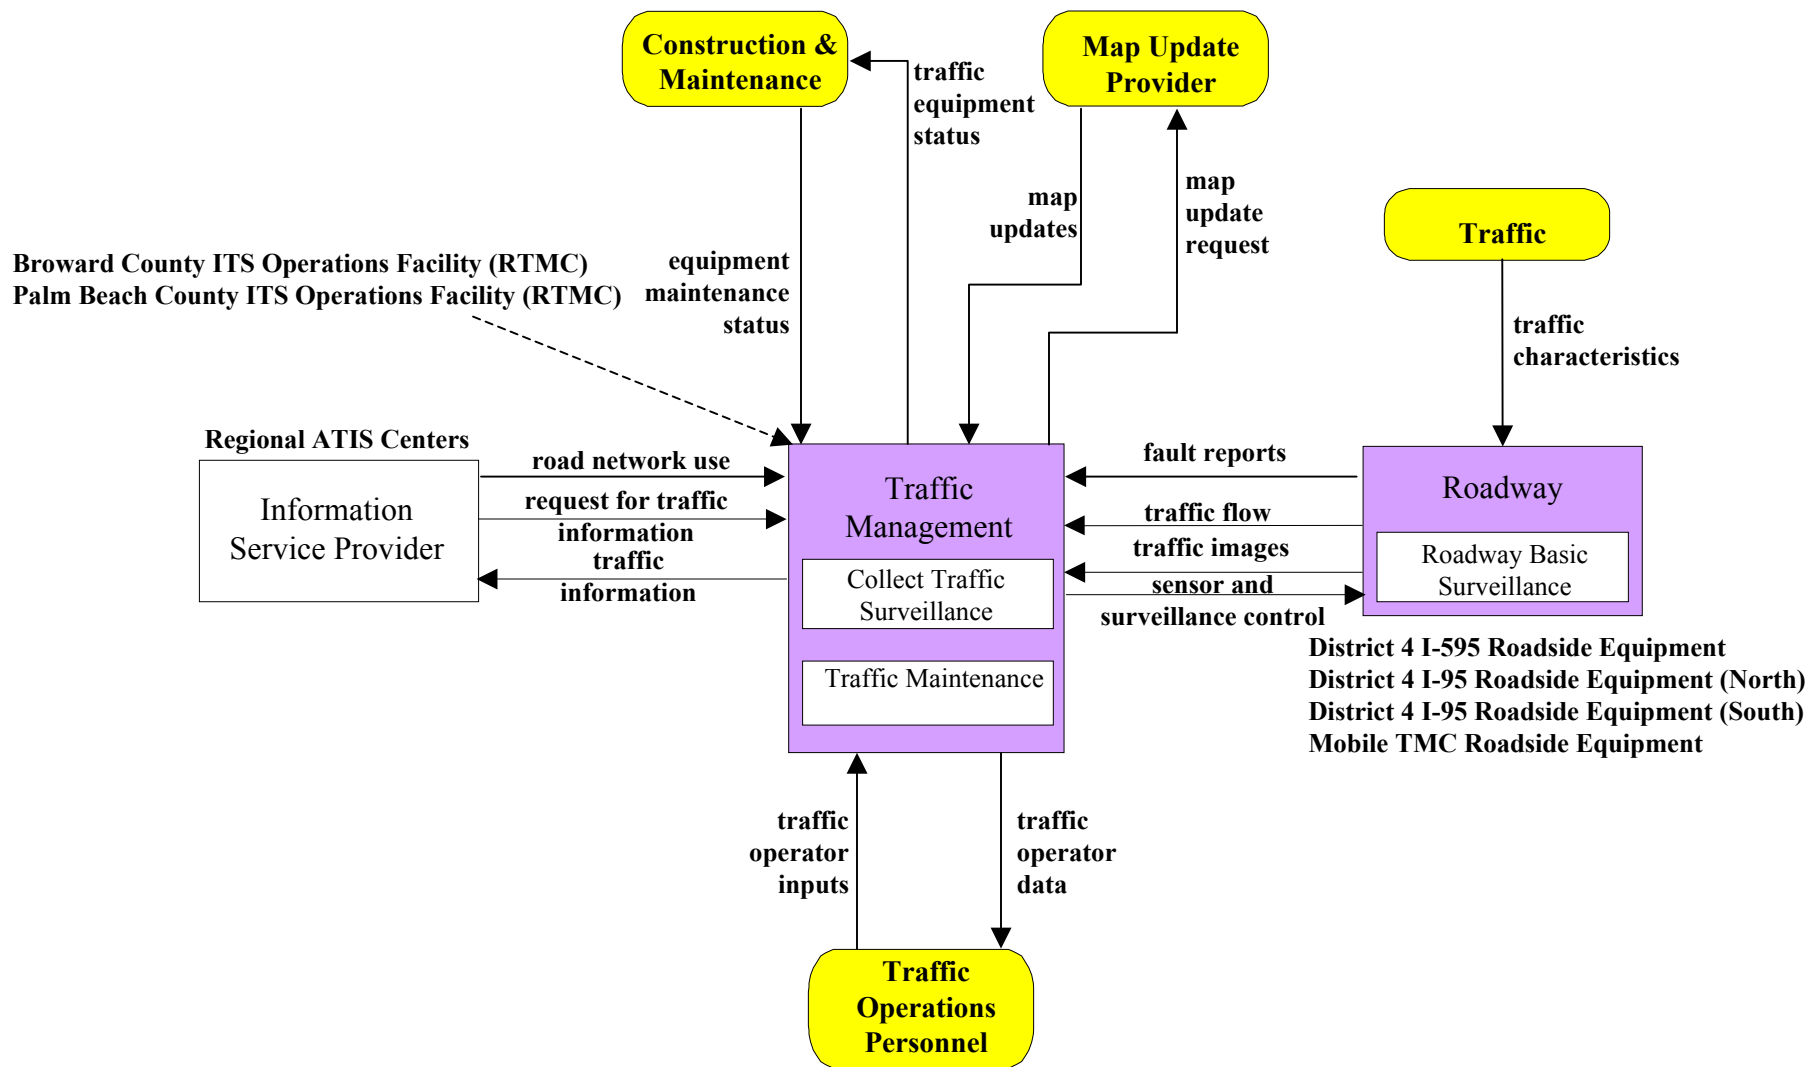 Construction &
Maintenance
Map Update
Provider
traffic
equipment
status
map
updates
map
update
request
Traffic
Broward County ITS Operations Facility (RTMC)
Palm Beach County ITS Operations Facility (RTMC)
equipment
maintenance
status
traffic
characteristics
Regional ATIS Centers
Information
Service Provider
road network use
request for traffic
information
traffic
information
Traffic
Management
Collect Traffic
Surveillance
Traffic Maintenance
fault reports
traffic flow
traffic images
sensor and
surveillance control
Roadway
Roadway Basic
Surveillance
District 4 I-595 Roadside Equipment
District 4 I-95 Roadside Equipment (North)
District 4 I-95 Roadside Equipment (South)
Mobile TMC Roadside Equipment
traffic
operator
inputs
traffic
operator
data
Traffic
Operations
Personnel